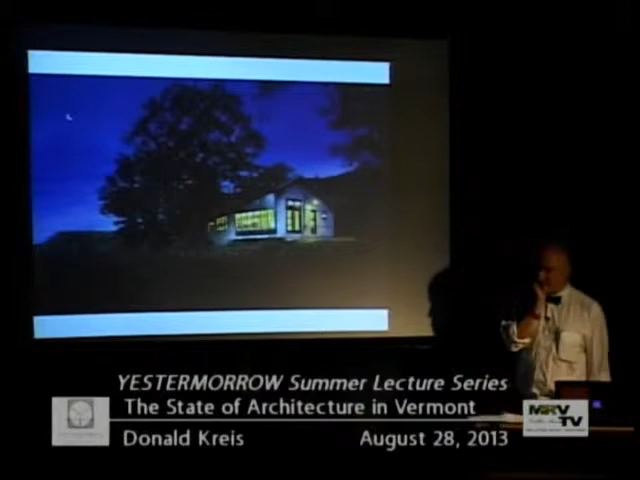 YESTERMORROW Summer Lecture Series
The State of Architecture in Vermont
Donald Kreis August 28, 2013
MRV
TV